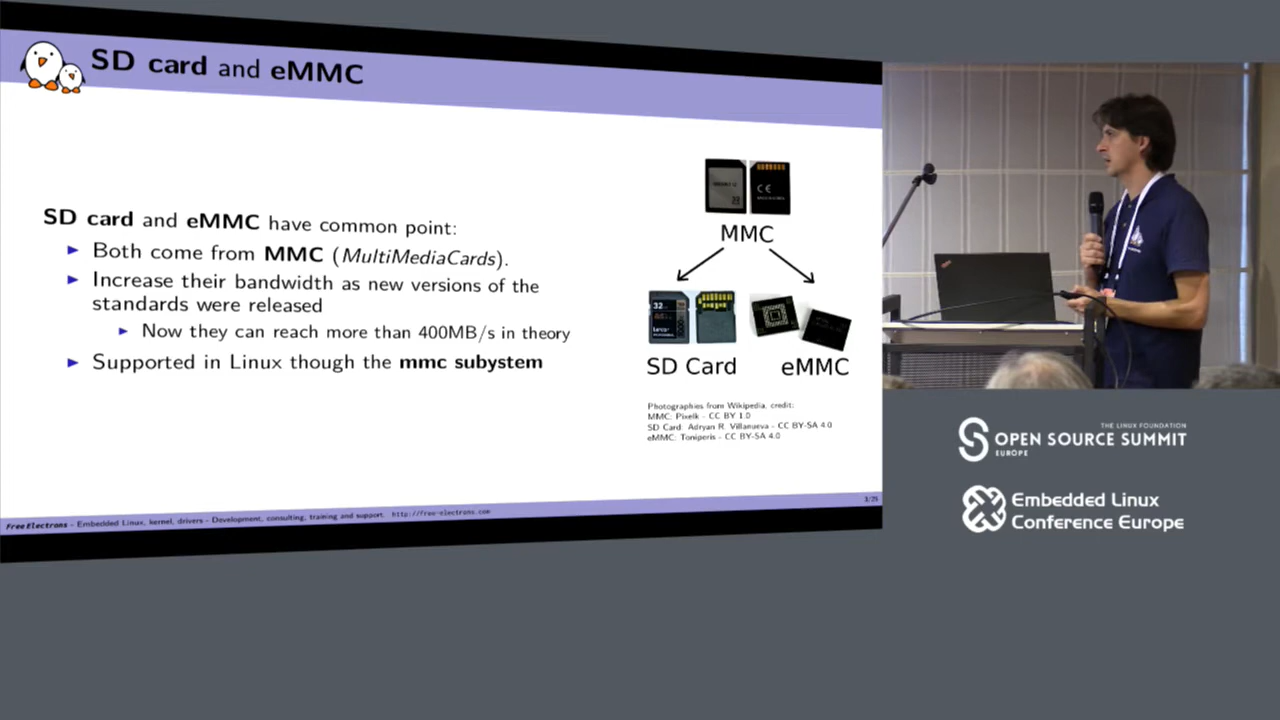 SD card and eMMC
SD card and eMMC have common point:
Both come from MMC (MultiMediaCards).
Increase their bandwidth as new versions of the
standards were released
Now they can reach more than 400MB/s in theory
Supported in Linux though the mmc subystem
MMC
SD Card
eMMC
Photographies from Wikipedia, credit:
MMC: Pixelk - CC BY 1.0
SD Card: Adryan R. Villanueva - CC BY-SA 4.0
eMMC: Toniperis - CC BY-SA 4.0
Free Electrons - Embedded Linux, kernel, drivers - Development, consulting, training and support. http://free-electrons.com
3/25
THE LINUX FOUNDATION
OPEN SOURCE SUMMIT
EUROPE
Embedded Linux
Conference Europe